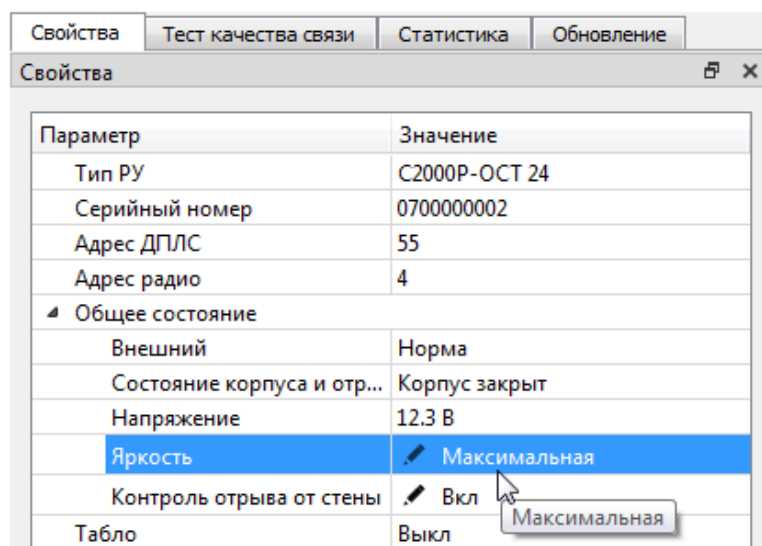 Свойства Тест качества связи Статистика Обновление
Свойства
Параметр Значение
Тип РУ С2000Р-ОСТ 24
Серийный номер 0700000002
Адрес ДПЛС 55
Адрес радио 4
Общее состояние
Внешний Норма
Состояние корпуса и отр... Корпус закрыт
Напряжение 12.3 В
Яркость Максимальная
Контроль отрыва от стены Вкл
Максимальная
Табло Выкл